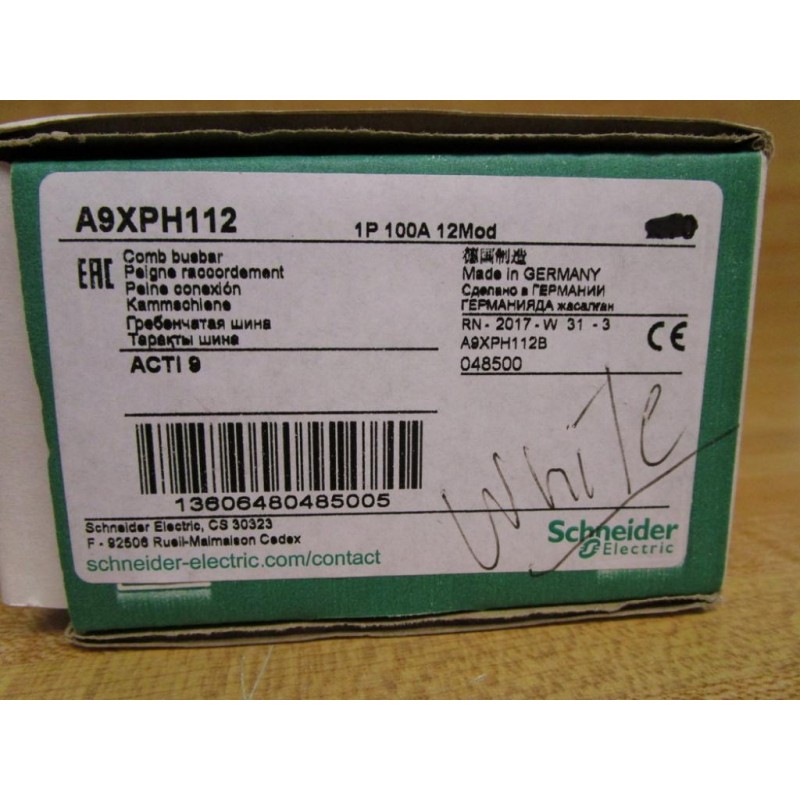 A9XPH112
1P 100A 12Mod
EAC
Comb busbar
Peigne raccordement
Peine conexión
Kammschiene
Гребенчатая шина
Тарақты шина
ACTI 9
德国制造
Made in GERMANY
Сделано в ГЕРМАНИИ
ГЕРМАНИЯДА жасалған
RN - 2017 - W 31 - 3
A9XPH112B
048500
CE
13606480485005
Schneider Electric, CS 30323
F - 92506 Rueil-Malmaison Cedex
schneider-electric.com/contact
White
Schneider
Electric